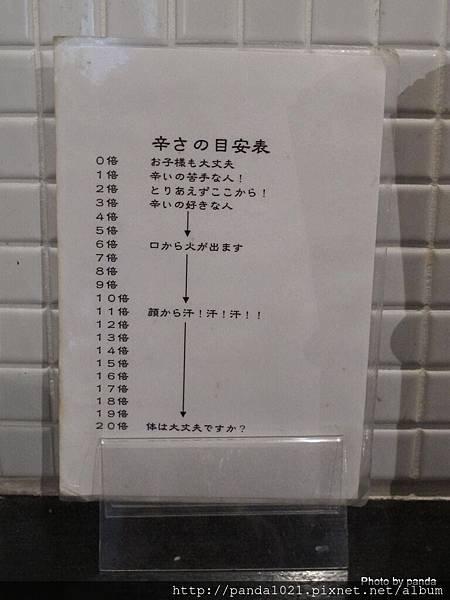 辛さの目安表
0倍 お子様も大丈夫
1倍 辛いの苦手な人!
2倍 とりあえずここから!
3倍 辛いの好きな人
4倍
5倍
6倍 口から火が出ます
7倍
8倍
9倍
10倍
11倍 顔から汗!汗!汗!!
12倍
13倍
14倍
15倍
16倍
17倍
18倍
19倍
20倍 体は大丈夫ですか?
Photo by panda
http://panda1021.pixnet.net/album